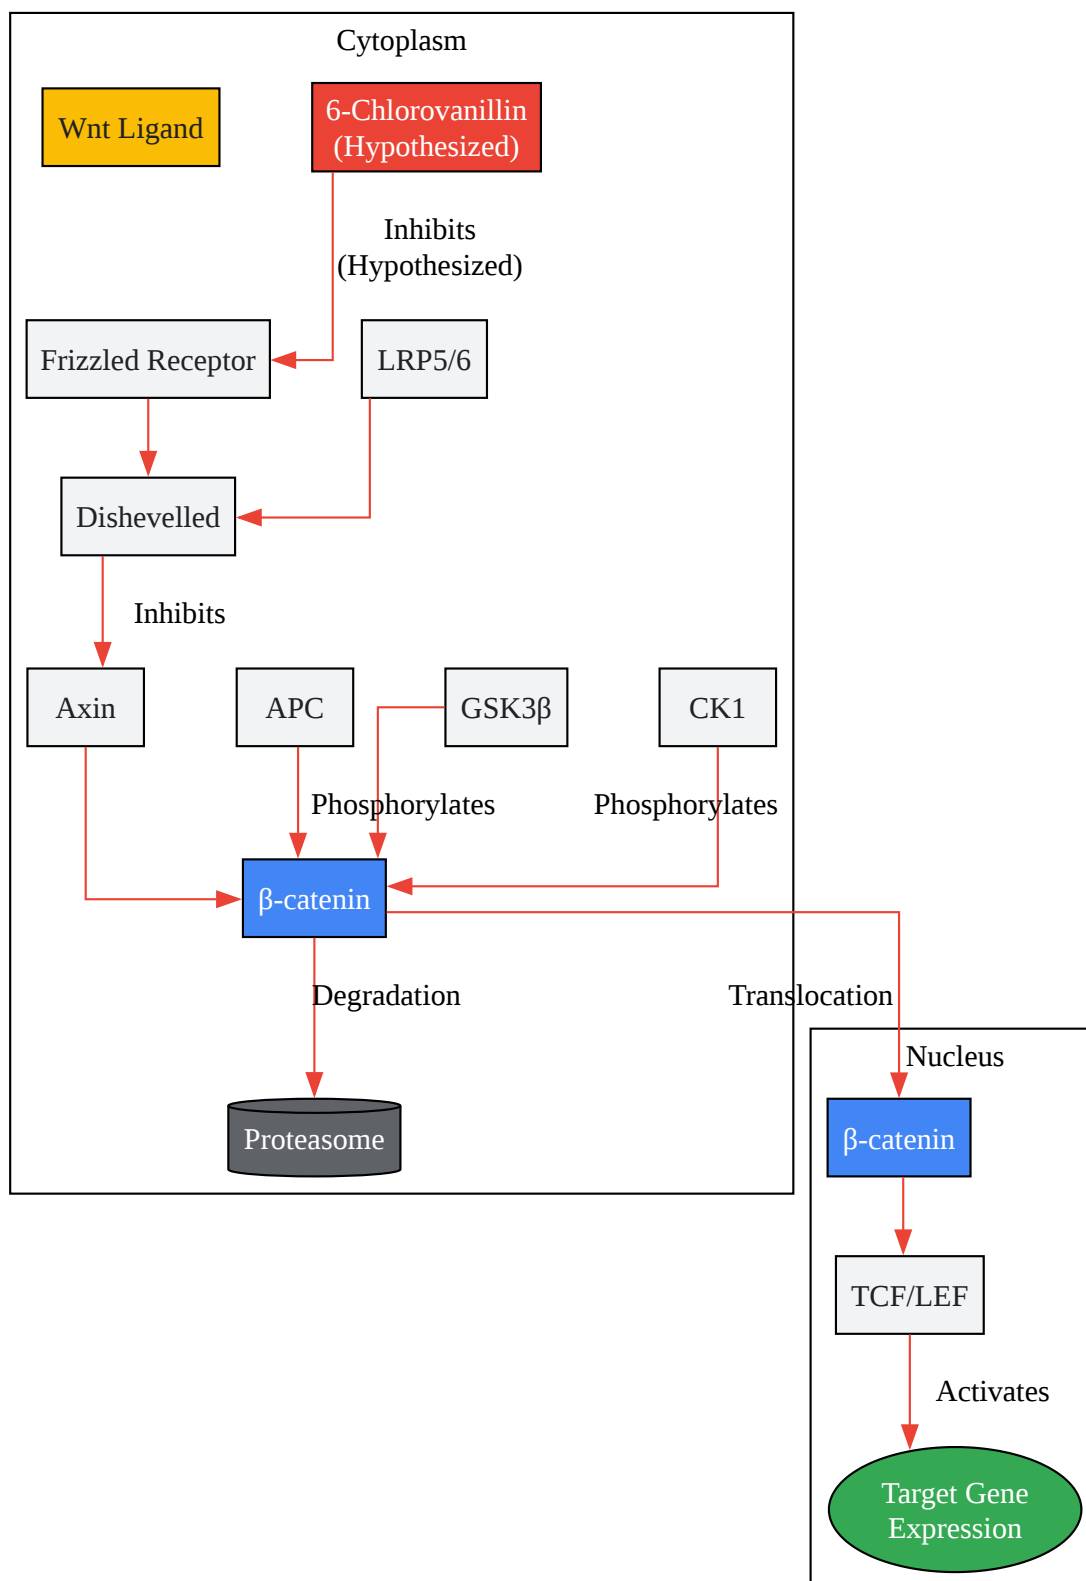 Cytoplasm
Wnt Ligand
6-Chlorovanillin
(Hypothesized)
Inhibits
(Hypothesized)
Frizzled Receptor
LRP5/6
Dishevelled
Inhibits
Axin
APC
GSK3β
CK1
Phosphorylates
Phosphorylates
β-catenin
Degradation
Translocation
Nucleus
Proteasome
β-catenin
TCF/LEF
Activates
Target Gene
Expression